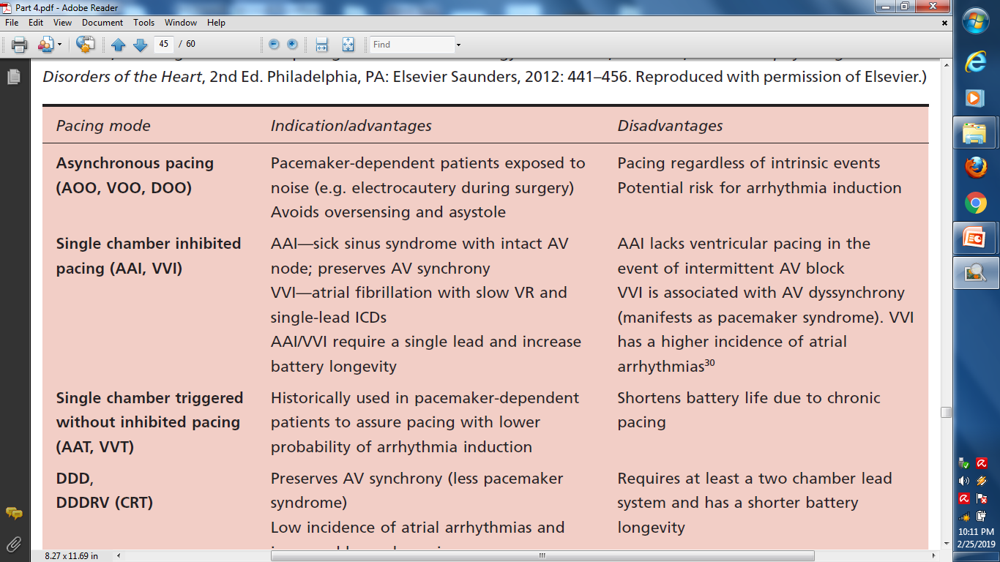 Part 4.pdf - Adobe Reader
File Edit View Document Tools Window Help
45 / 60 Find
Disorders of the Heart, 2nd Ed. Philadelphia, PA: Elsevier Saunders, 2012: 441–456. Reproduced with permission of Elsevier.)
Pacing mode Indication/advantages Disadvantages
Asynchronous pacing Pacemaker-dependent patients exposed to Pacing regardless of intrinsic events
(AOO, VOO, DOO) noise (e.g. electrocautery during surgery) Potential risk for arrhythmia induction
Avoids oversensing and asystole
Single chamber inhibited AAI—sick sinus syndrome with intact AV AAI lacks ventricular pacing in the
pacing (AAI, VVI) node; preserves AV synchrony event of intermittent AV block
VVI—atrial fibrillation with slow VR and VVI is associated with AV dyssynchrony
single-lead ICDs (manifests as pacemaker syndrome). VVI
AAI/VVI require a single lead and increase has a higher incidence of atrial
battery longevity arrhythmias30
Single chamber triggered Historically used in pacemaker-dependent Shortens battery life due to chronic
without inhibited pacing patients to assure pacing with lower pacing
(AAT, VVT) probability of arrhythmia induction
DDD, Preserves AV synchrony (less pacemaker Requires at least a two chamber lead
DDDRV (CRT) syndrome) system and has a shorter battery
Low incidence of atrial arrhythmias and longevity
8.27 x 11.69 in
10:11 PM
2/25/2019